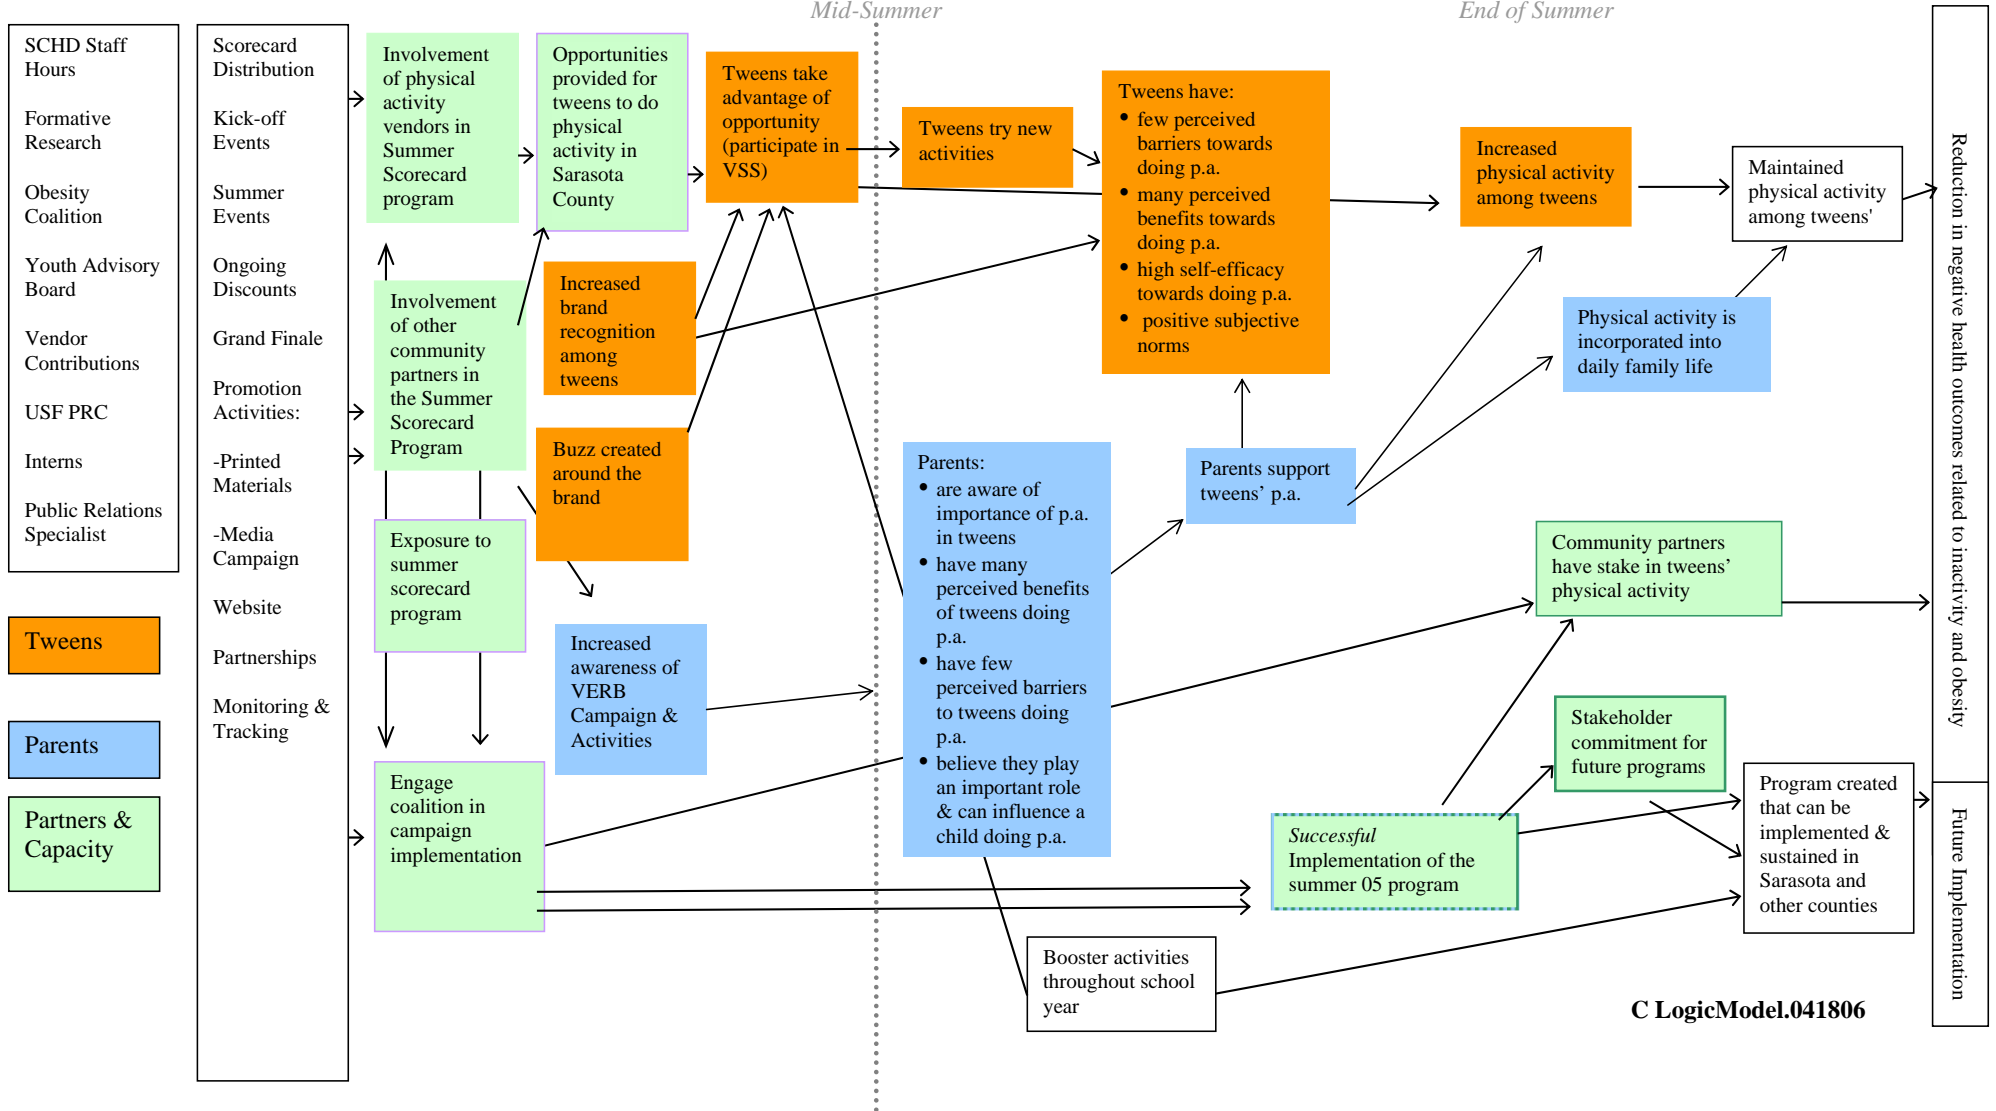 Mid-Summer
End of Summer
SCHD Staff
Hours
Formative
Research
Obesity
Coalition
Youth Advisory
Board
Vendor
Contributions
USF PRC
Interns
Public Relations
Specialist
Tweens
Parents
Partners &
Capacity
Scorecard
Distribution
Kick-off
Events
Summer
Events
Ongoing
Discounts
Grand Finale
Promotion
Activities:
-Printed
Materials
-Media
Campaign
Website
Partnerships
Monitoring &
Tracking
Involvement
of physical
activity
vendors in
Summer
Scorecard
program
Involvement
of other
community
partners in
the Summer
Scorecard
Program
Exposure to
summer
scorecard
program
Engage
coalition in
campaign
implementation
Opportunities
provided for
tweens to do
physical
activity in
Sarasota
County
Increased
brand
recognition
among
tweens
Buzz created
around the
brand
Increased
awareness of
VERB
Campaign &
Activities
Tweens take
advantage of
opportunity
(participate in
VSS)
Tweens try new
activities
Parents:
• are aware of
importance of p.a.
in tweens
• have many
perceived benefits
of tweens doing
p.a.
• have few
perceived barriers
to tweens doing
p.a.
• believe they play
an important role
& can influence a
child doing p.a.
Booster activities
throughout school
year
Tweens have:
• few perceived
barriers towards
doing p.a.
• many perceived
benefits towards
doing p.a.
• high self-efficacy
towards doing p.a.
• positive subjective
norms
Parents support
tweens’ p.a.
Successful
Implementation of the
summer 05 program
Increased
physical activity
among tweens
Physical activity is
incorporated into
daily family life
Community partners
have stake in tweens’
physical activity
Stakeholder
commitment for
future programs
Maintained
physical activity
among tweens'
Program created
that can be
implemented &
sustained in
Sarasota and
other counties
Reduction in negative health outcomes related to inactivity and obesity
Future Implementation
C LogicModel.041806